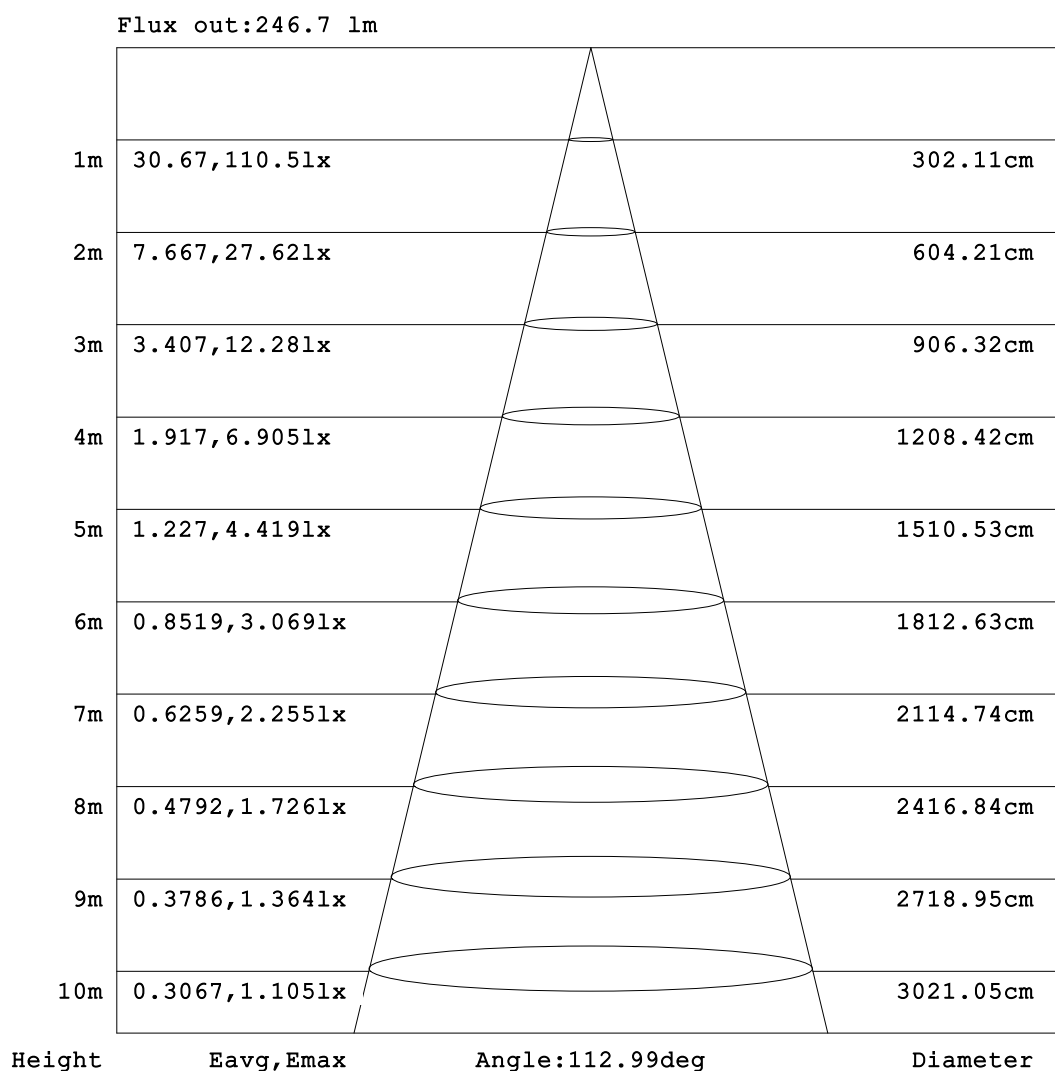 Flux out:246.7 lm
1m 30.67,110.5lx 302.11cm
2m 7.667,27.62lx 604.21cm
3m 3.407,12.28lx 906.32cm
4m 1.917,6.905lx 1208.42cm
5m 1.227,4.419lx 1510.53cm
6m 0.8519,3.069lx 1812.63cm
7m 0.6259,2.255lx 2114.74cm
8m 0.4792,1.726lx 2416.84cm
9m 0.3786,1.364lx 2718.95cm
10m 0.3067,1.105lx 3021.05cm
Height Eavg,Emax Angle:112.99deg Diameter